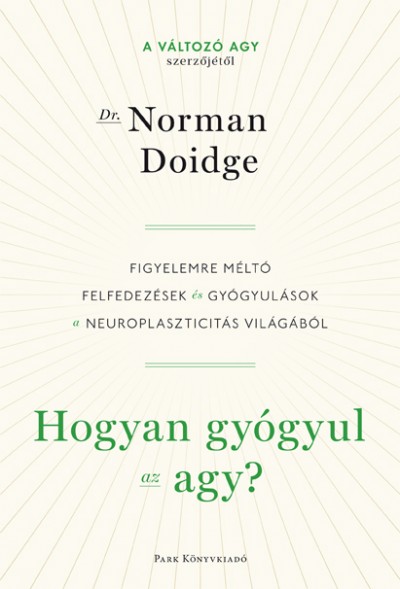 A VÁLTOZÓ AGY
szerzőjétől
Dr. Norman
Doidge
FIGYELEMRE MÉLTÓ
FELFEDEZÉSEK és GYÓGYULÁSOK
a NEUROPLASZTICITÁS VILÁGÁBÓL
Hogyan gyógyul
az agy?
PARK KÖNYVKIADÓ